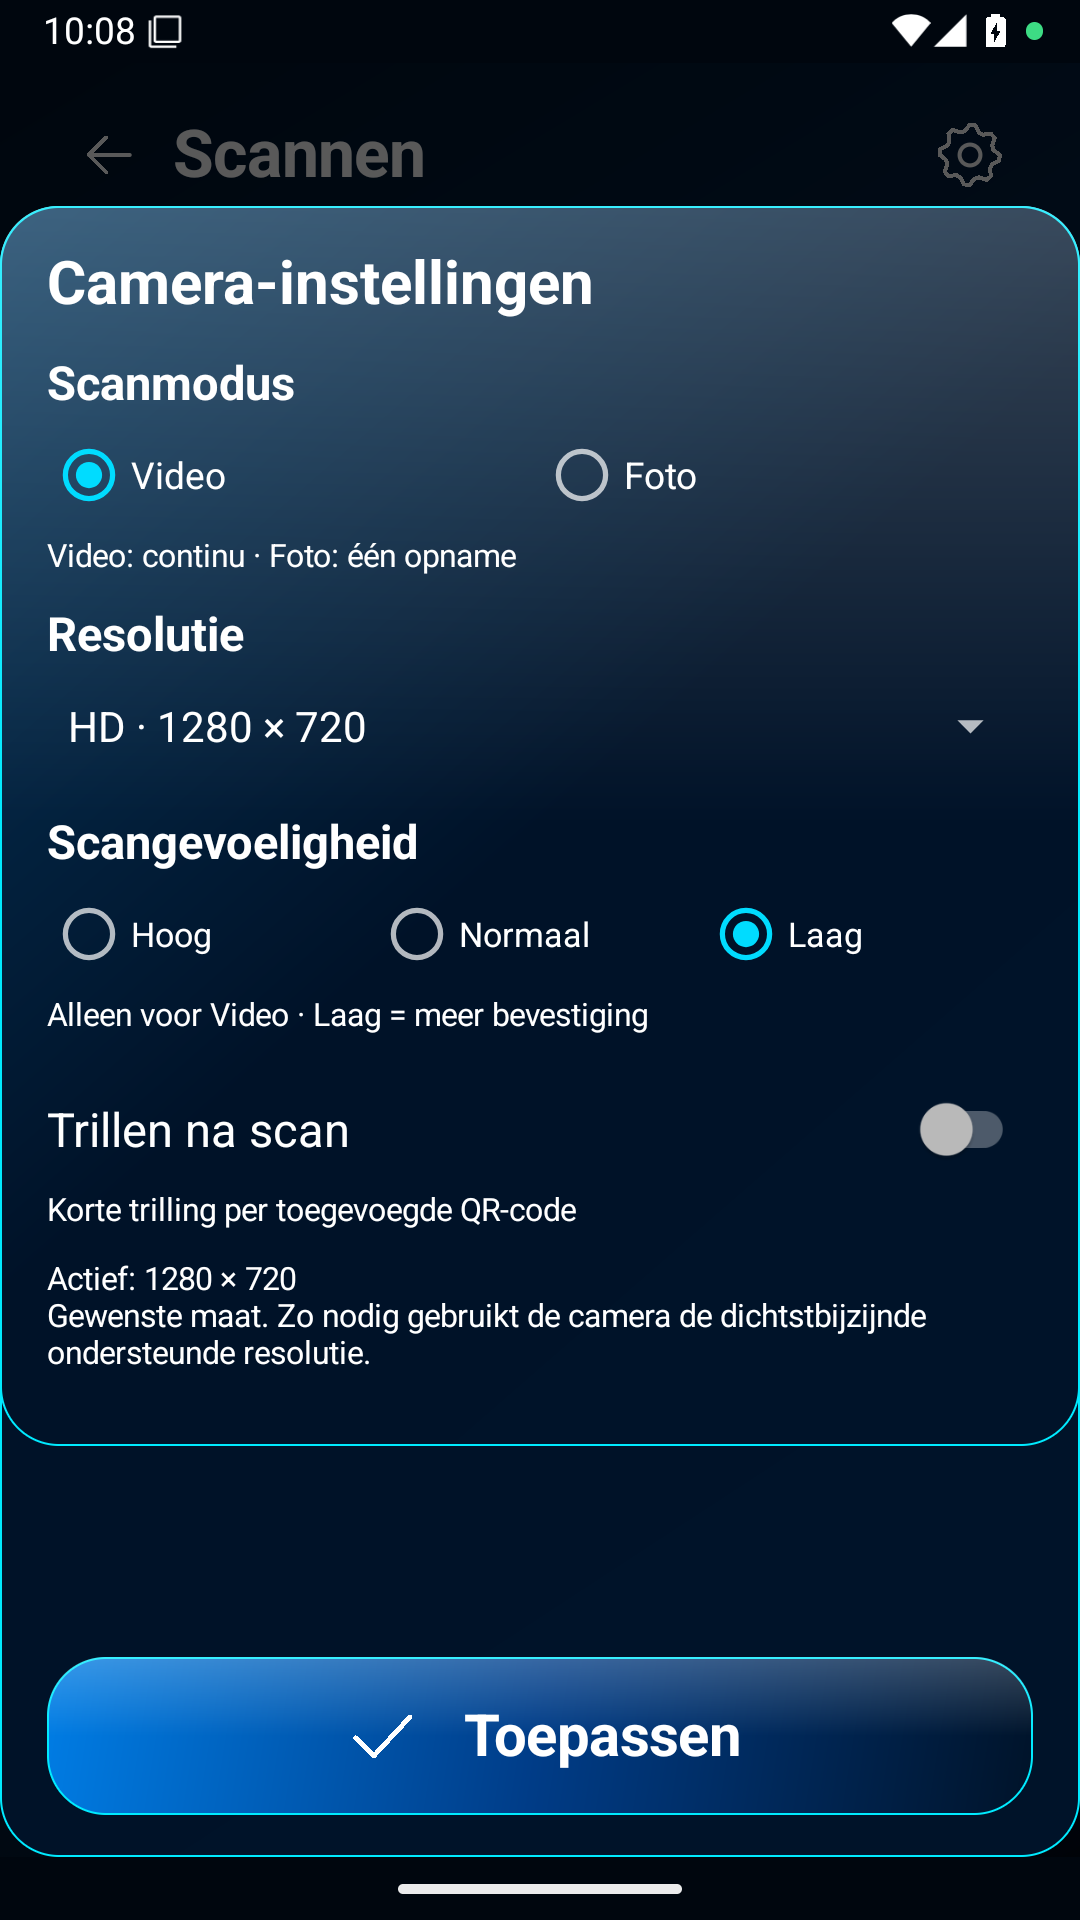 10:08
Scannen
Camera-instellingen
Scanmodus
Video
Foto
Video: continu · Foto: één opname
Resolutie
HD · 1280 × 720
Scangevoeligheid
Hoog
Normaal
Laag
Alleen voor Video · Laag = meer bevestiging
Trillen na scan
Korte trilling per toegevoegde QR-code
Actief: 1280 × 720
Gewenste maat. Zo nodig gebruikt de camera de dichtstbijzijnde
ondersteunde resolutie.
Toepassen